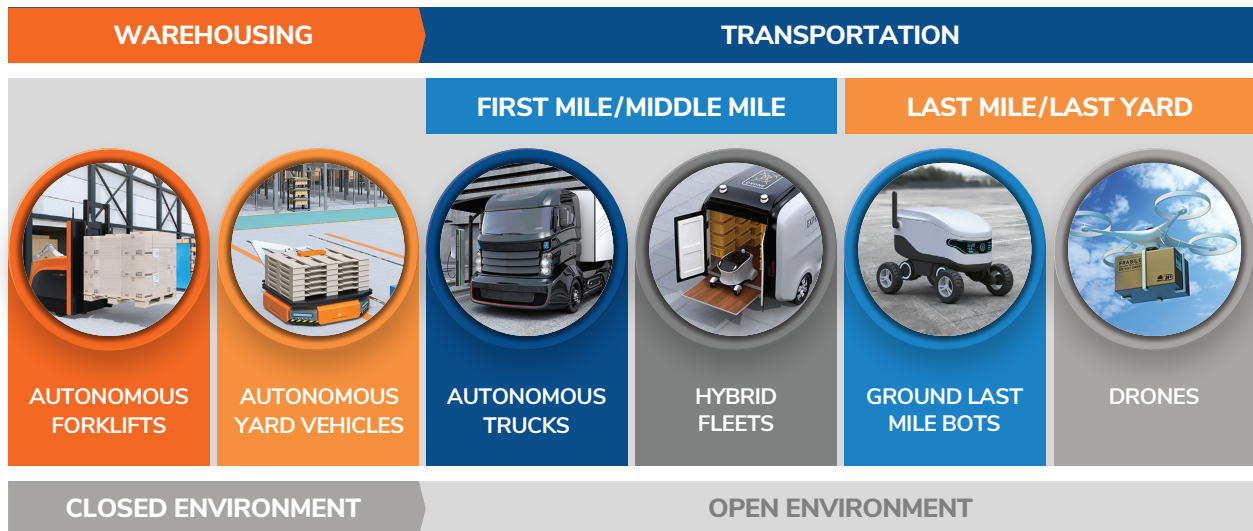 WAREHOUSING
TRANSPORTATION
FIRST MILE/MIDDLE MILE
LAST MILE/LAST YARD
FRAGILE
AUTONOMOUS
FORKLIFTS
AUTONOMOUS
YARD VEHICLES
AUTONOMOUS
TRUCKS
HYBRID
FLEETS
GROUND LAST
MILE BOTS
DRONES
CLOSED ENVIRONMENT
OPEN ENVIRONMENT